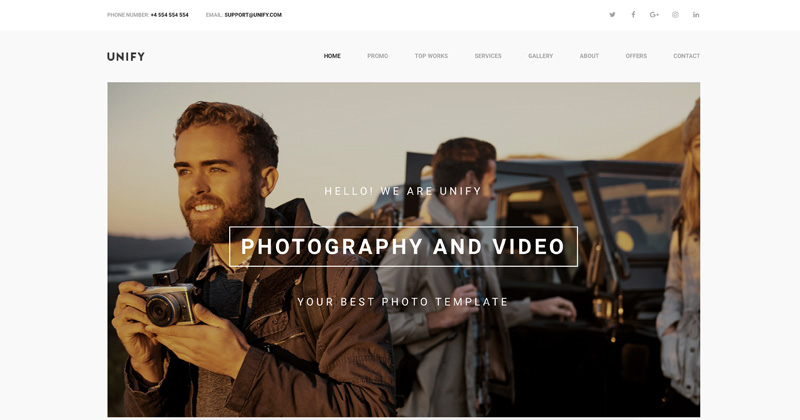 PHONE NUMBER: +4 554 554 554 EMAIL: SUPPORT@UNIFY.COM
UNIFY HOME PROMO TOP WORKS SERVICES GALLERY ABOUT OFFERS CONTACT
HELLO! WE ARE UNIFY
PHOTOGRAPHY AND VIDEO
YOUR BEST PHOTO TEMPLATE